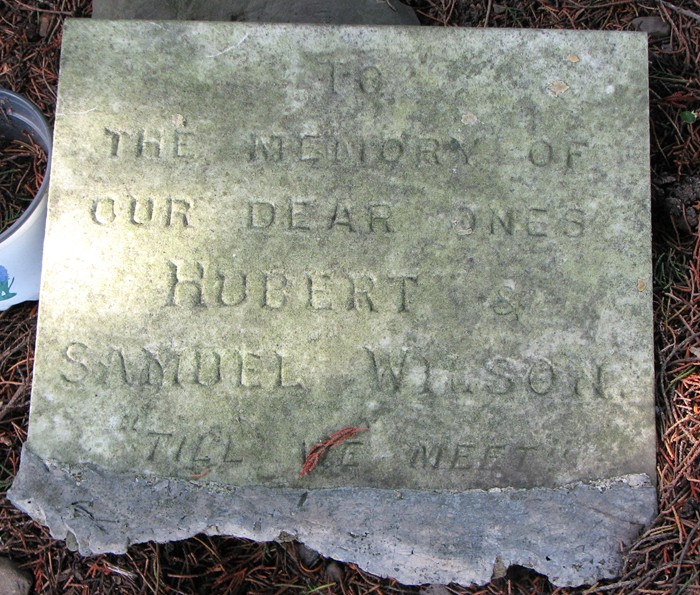 TO
THE MEMORY OF
OUR DEAR ONES
HUBERT &
SAMUEL WILSON.
"TILL WE MEET"